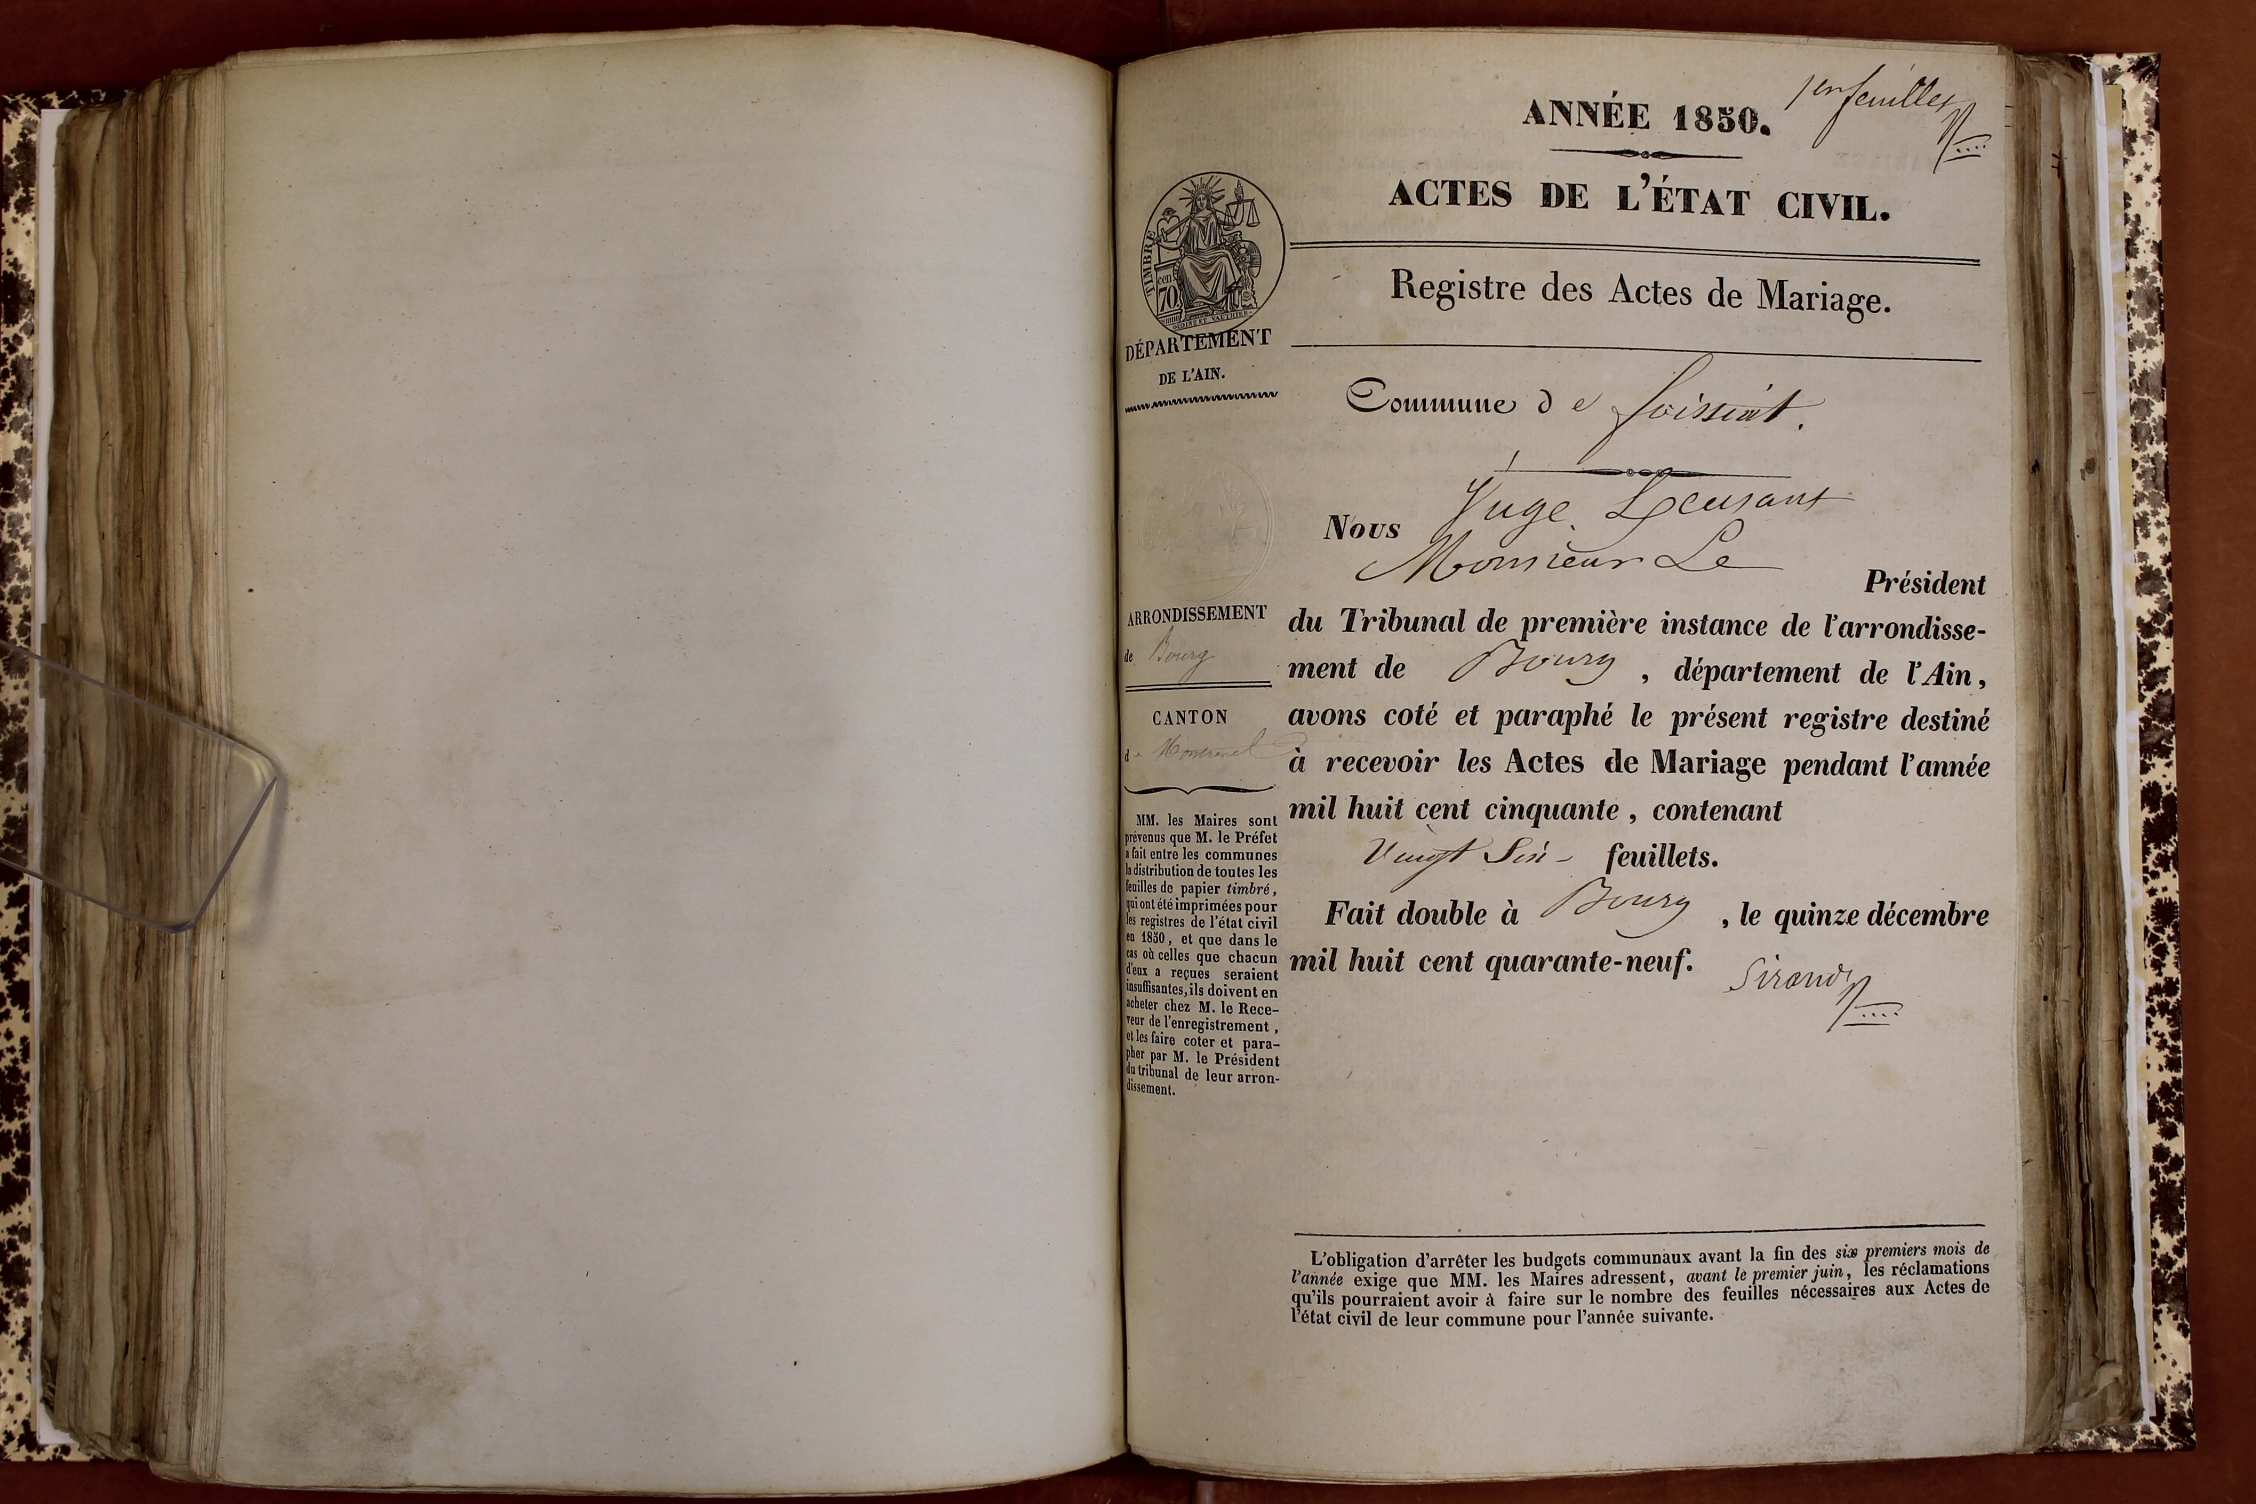 1er feuillet
ANNÉE 1850.
ACTES DE L'ÉTAT CIVIL.
Registre des Actes de Mariage.
TIMBRE
cen
70
DÉPARTEMENT
DE L'AIN.
Commune de foissiat.
Nous Juge Leusant
Monsieur Le
Président
du Tribunal de première instance de l'arrondisse-
ment de Bourg, département de l'Ain,
avons coté et paraphé le présent registre destiné
à recevoir les Actes de Mariage pendant l'année
mil huit cent cinquante, contenant
Vingt Six feuillets.
Fait double à Bourg, le quinze décembre
mil huit cent quarante-neuf.
Sirand
ARRONDISSEMENT
de Bourg
CANTON
de Montrevel
MM. les Maires sont
prévenus que M. le Préfet
a fait entre les communes
la distribution de toutes les
feuilles de papier timbré,
qui ont été imprimées pour
les registres de l'état civil
en 1850, et que dans le
cas où celles que chacun
d'eux a reçues seraient
insuffisantes, ils doivent en
acheter chez M. le Rece-
veur de l'enregistrement,
et les faire coter et para-
pher par M. le Président
du tribunal de leur arron-
dissement.
L'obligation d'arrêter les budgets communaux avant la fin des six premiers mois de
l'année exige que MM. les Maires adressent, avant le premier juin, les réclamations
qu'ils pourraient avoir à faire sur le nombre des feuilles nécessaires aux Actes de
l'état civil de leur commune pour l'année suivante.